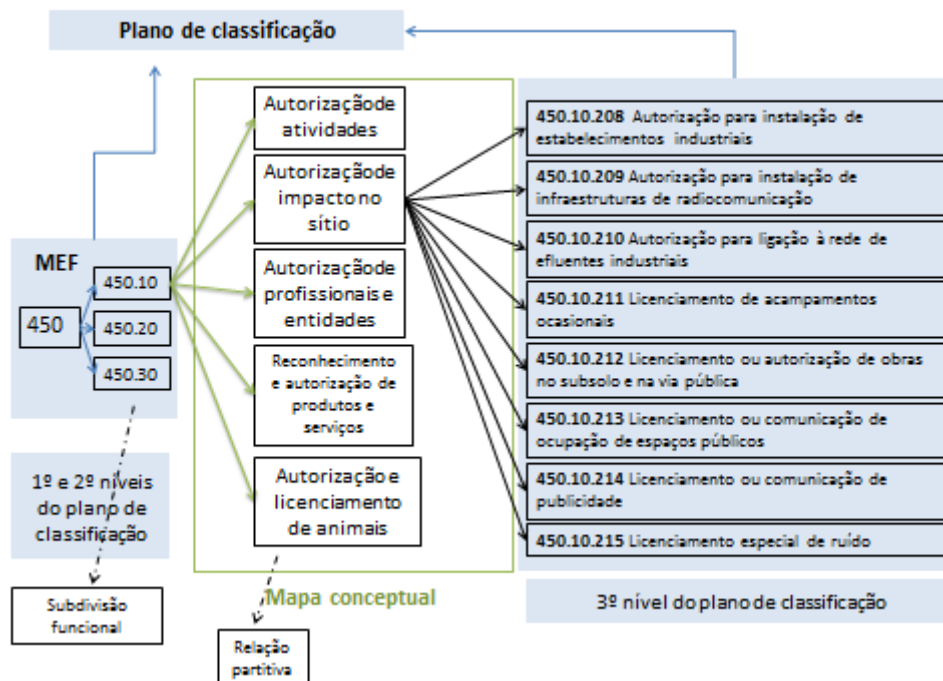 Plano de classificação
MEF
450
450.10
450.20
450.30
1º e 2º níveis
do plano de
classificação
Subdivisão
funcional
Autorizaçãode
atividades
Autorizaçãode
impacto no
sítio
Autorizaçãode
profissionais e
entidades
Reconhecimento
e autorização de
produtos e
serviços
Autorização e
licenciamento
de animais
Mapa conceptual
Relação
partitiva
450.10.208 Autorização para instalação de
estabelecimentos industriais
450.10.209 Autorização para instalação de
infraestruturas de radiocomunicação
450.10.210 Autorização para ligação à rede de
efluentes industriais
450.10.211 Licenciamento de acampamentos
ocasionais
450.10.212 Licenciamento ou autorização de obras
no subsolo e na via pública
450.10.213 Licenciamento ou comunicação de
ocupação de espaços públicos
450.10.214 Licenciamento ou comunicação de
publicidade
450.10.215 Licenciamento especial de ruído
3º nível do plano de classificação